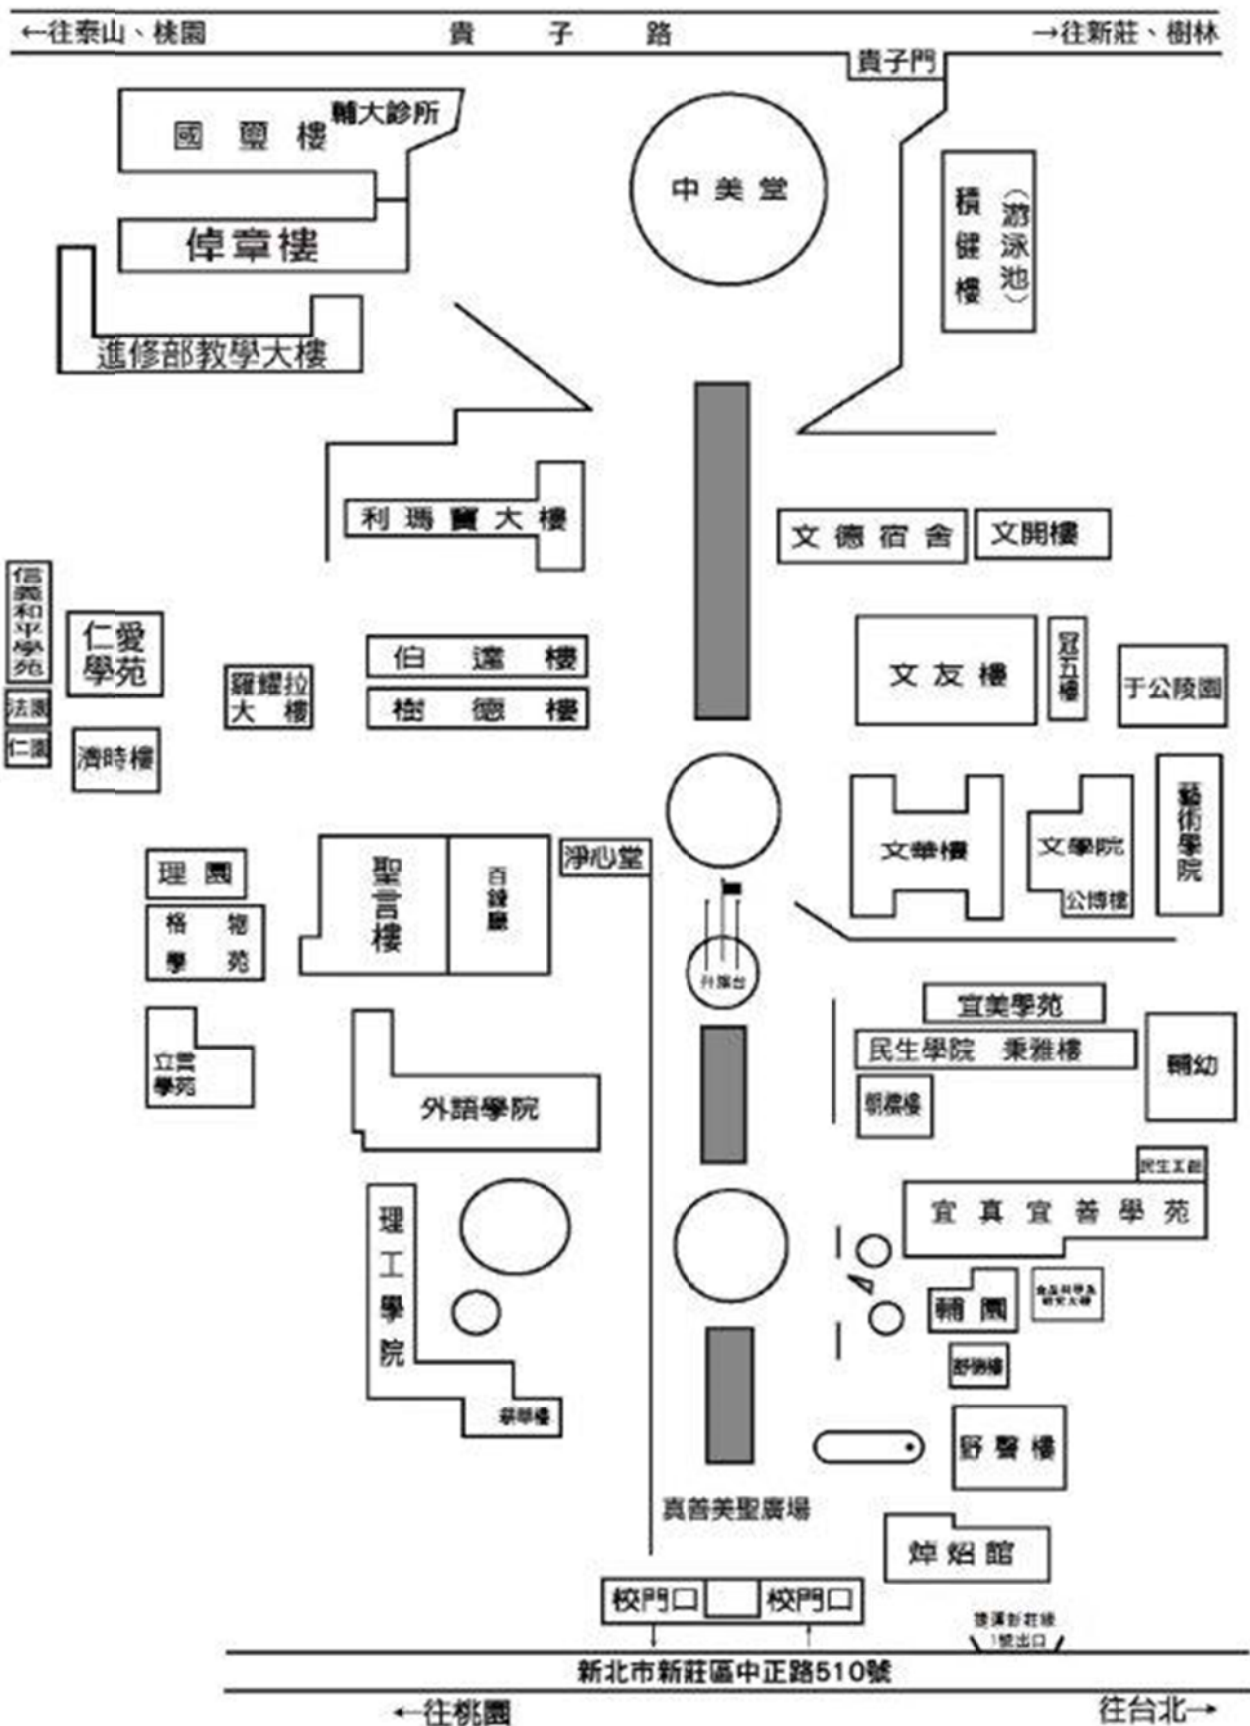 ←往泰山、桃園
貴子路
→往新莊、樹林
貴子門
輔大診所
國璽樓
中美堂
積健樓
（游泳池）
倬章樓
進修部教學大樓
利瑪竇大樓
文德宿舍
文開樓
信義和平學苑
仁愛
學苑
伯達樓
文友樓
冠五樓
于公陵園
羅耀拉
大樓
樹德樓
法園
仁園
濟時樓
藝術學院
淨心堂
文華樓
文學院
公博樓
理園
聖言樓
百鍊廳
格物
學苑
升旗台
宜美學苑
民生學院 秉雅樓
輔幼
立言
學苑
外語學院
朝橒樓
宜真宜善學苑
理工學院
輔園
舒德樓
野聲樓
真善美聖廣場
焯炤館
校門口
校門口
捷運新莊線
1號出口
新北市新莊區中正路510號
←往桃園
往台北→